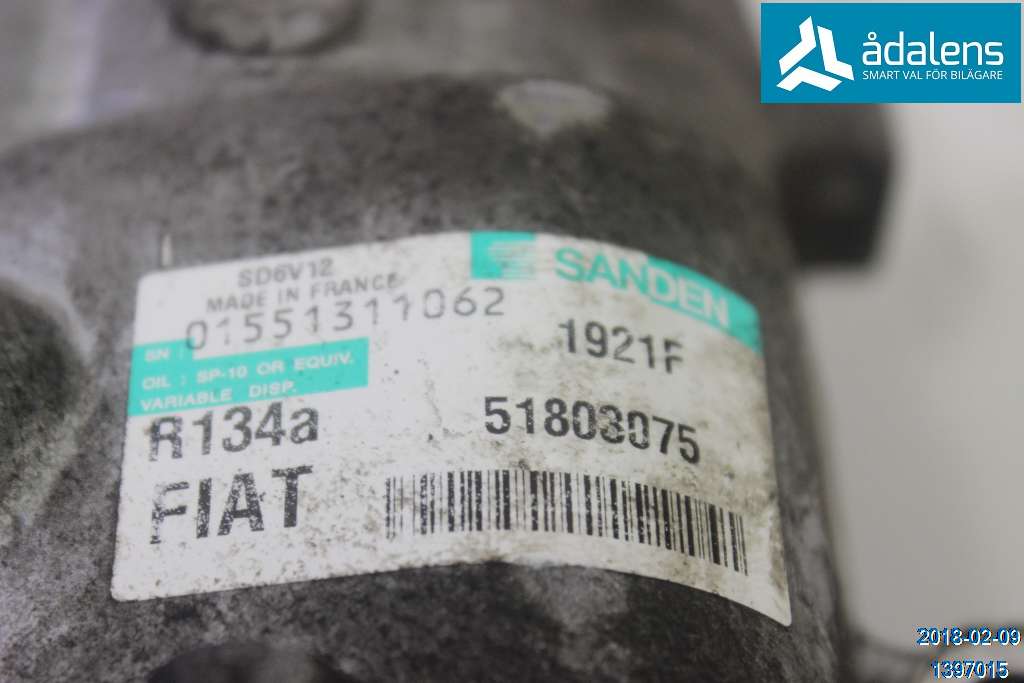 ådalens
SMART VAL FÖR BILÄGARE
SD6V12
MADE IN FRANCE
SANDEN
SN : 01551311062
1921F
OIL : SP-10 OR EQUIV.
VARIABLE DISP.
R134a
51803075
FIAT
2018-02-09
1397015